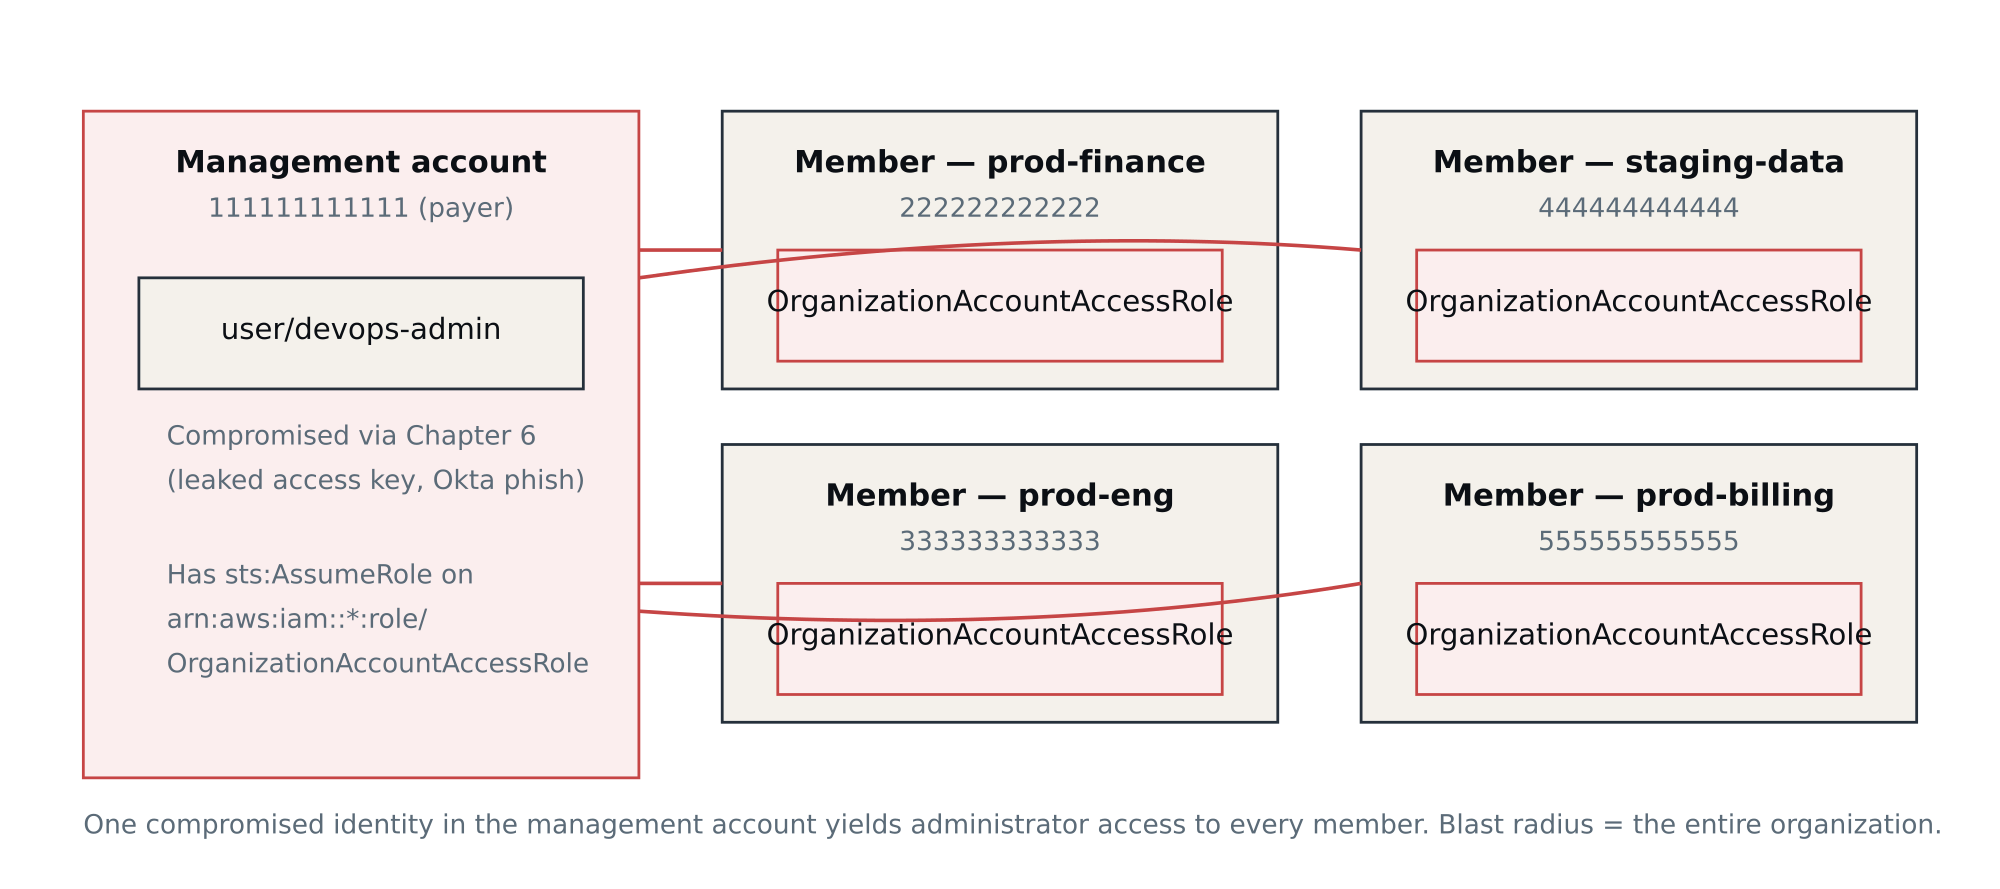 Management account
111111111111 (payer)
user/devops-admin
Compromised via Chapter 6
(leaked access key, Okta phish)
Has sts:AssumeRole on
arn:aws:iam::*:role/
OrganizationAccountAccessRole
Member — prod-finance
222222222222
OrganizationAccountAccessRole
Member — staging-data
444444444444
OrganizationAccountAccessRole
Member — prod-eng
333333333333
OrganizationAccountAccessRole
Member — prod-billing
555555555555
OrganizationAccountAccessRole
One compromised identity in the management account yields administrator access to every member. Blast radius = the entire organization.